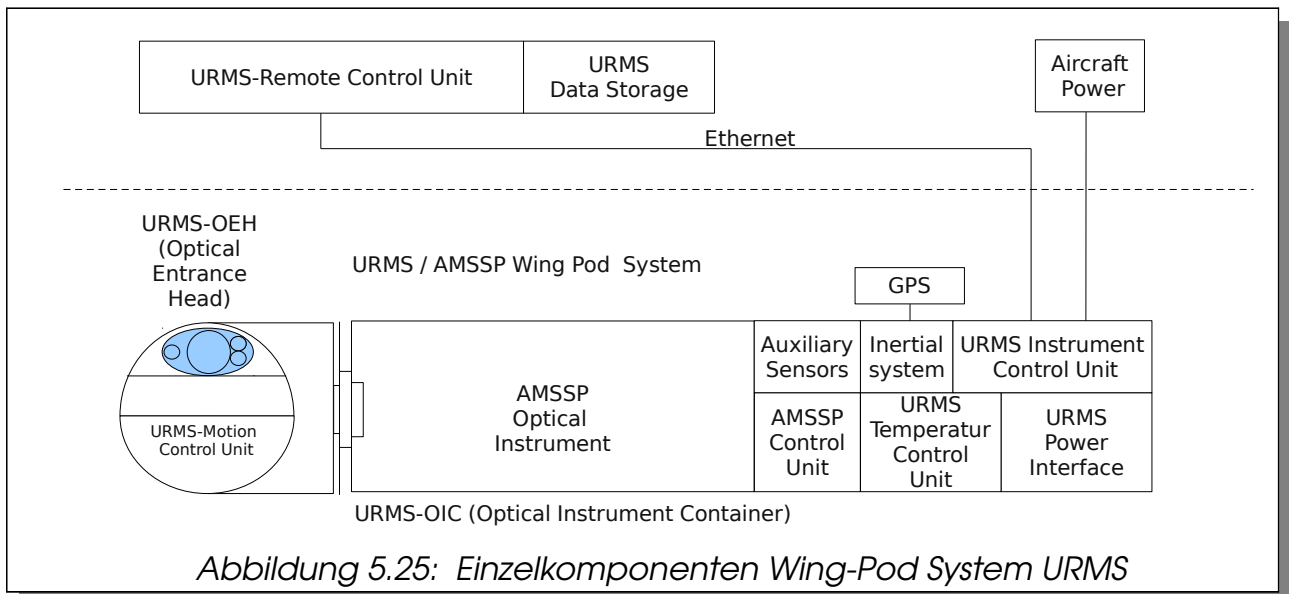 URMS-Remote Control Unit
URMS
Data Storage
Aircraft
Power
Ethernet
URMS-OEH
(Optical
Entrance
Head)
URMS / AMSSP Wing Pod System
GPS
URMS-Motion
Control Unit
AMSSP
Optical
Instrument
Auxiliary
Sensors
Inertial
system
URMS Instrument
Control Unit
AMSSP
Control
Unit
URMS
Temperatur
Control
Unit
URMS
Power
Interface
URMS-OIC (Optical Instrument Container)
Abbildung 5.25: Einzelkomponenten Wing-Pod System URMS